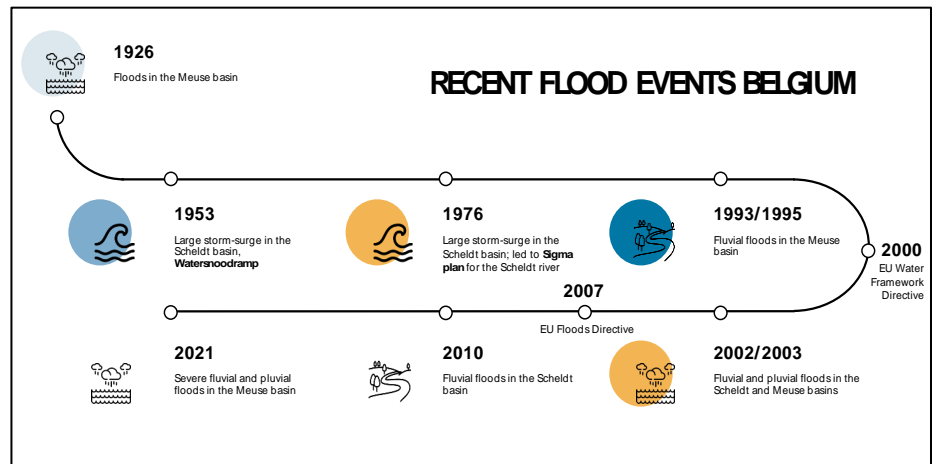 1926
Floods in the Meuse basin
RECENT FLOOD EVENTS BELGIUM
1953
Large storm-surge in the
Scheldt basin,
Watersnoodramp
1976
Large storm-surge in the
Scheldt basin; led to Sigma
plan for the Scheldt river
1993/1995
Fluvial floods in the Meuse
basin
2000
EU Water
Framework
Directive
2007
EU Floods Directive
2021
Severe fluvial and pluvial
floods in the Meuse basin
2010
Fluvial floods in the Scheldt
basin
2002/2003
Fluvial and pluvial floods in the
Scheldt and Meuse basins